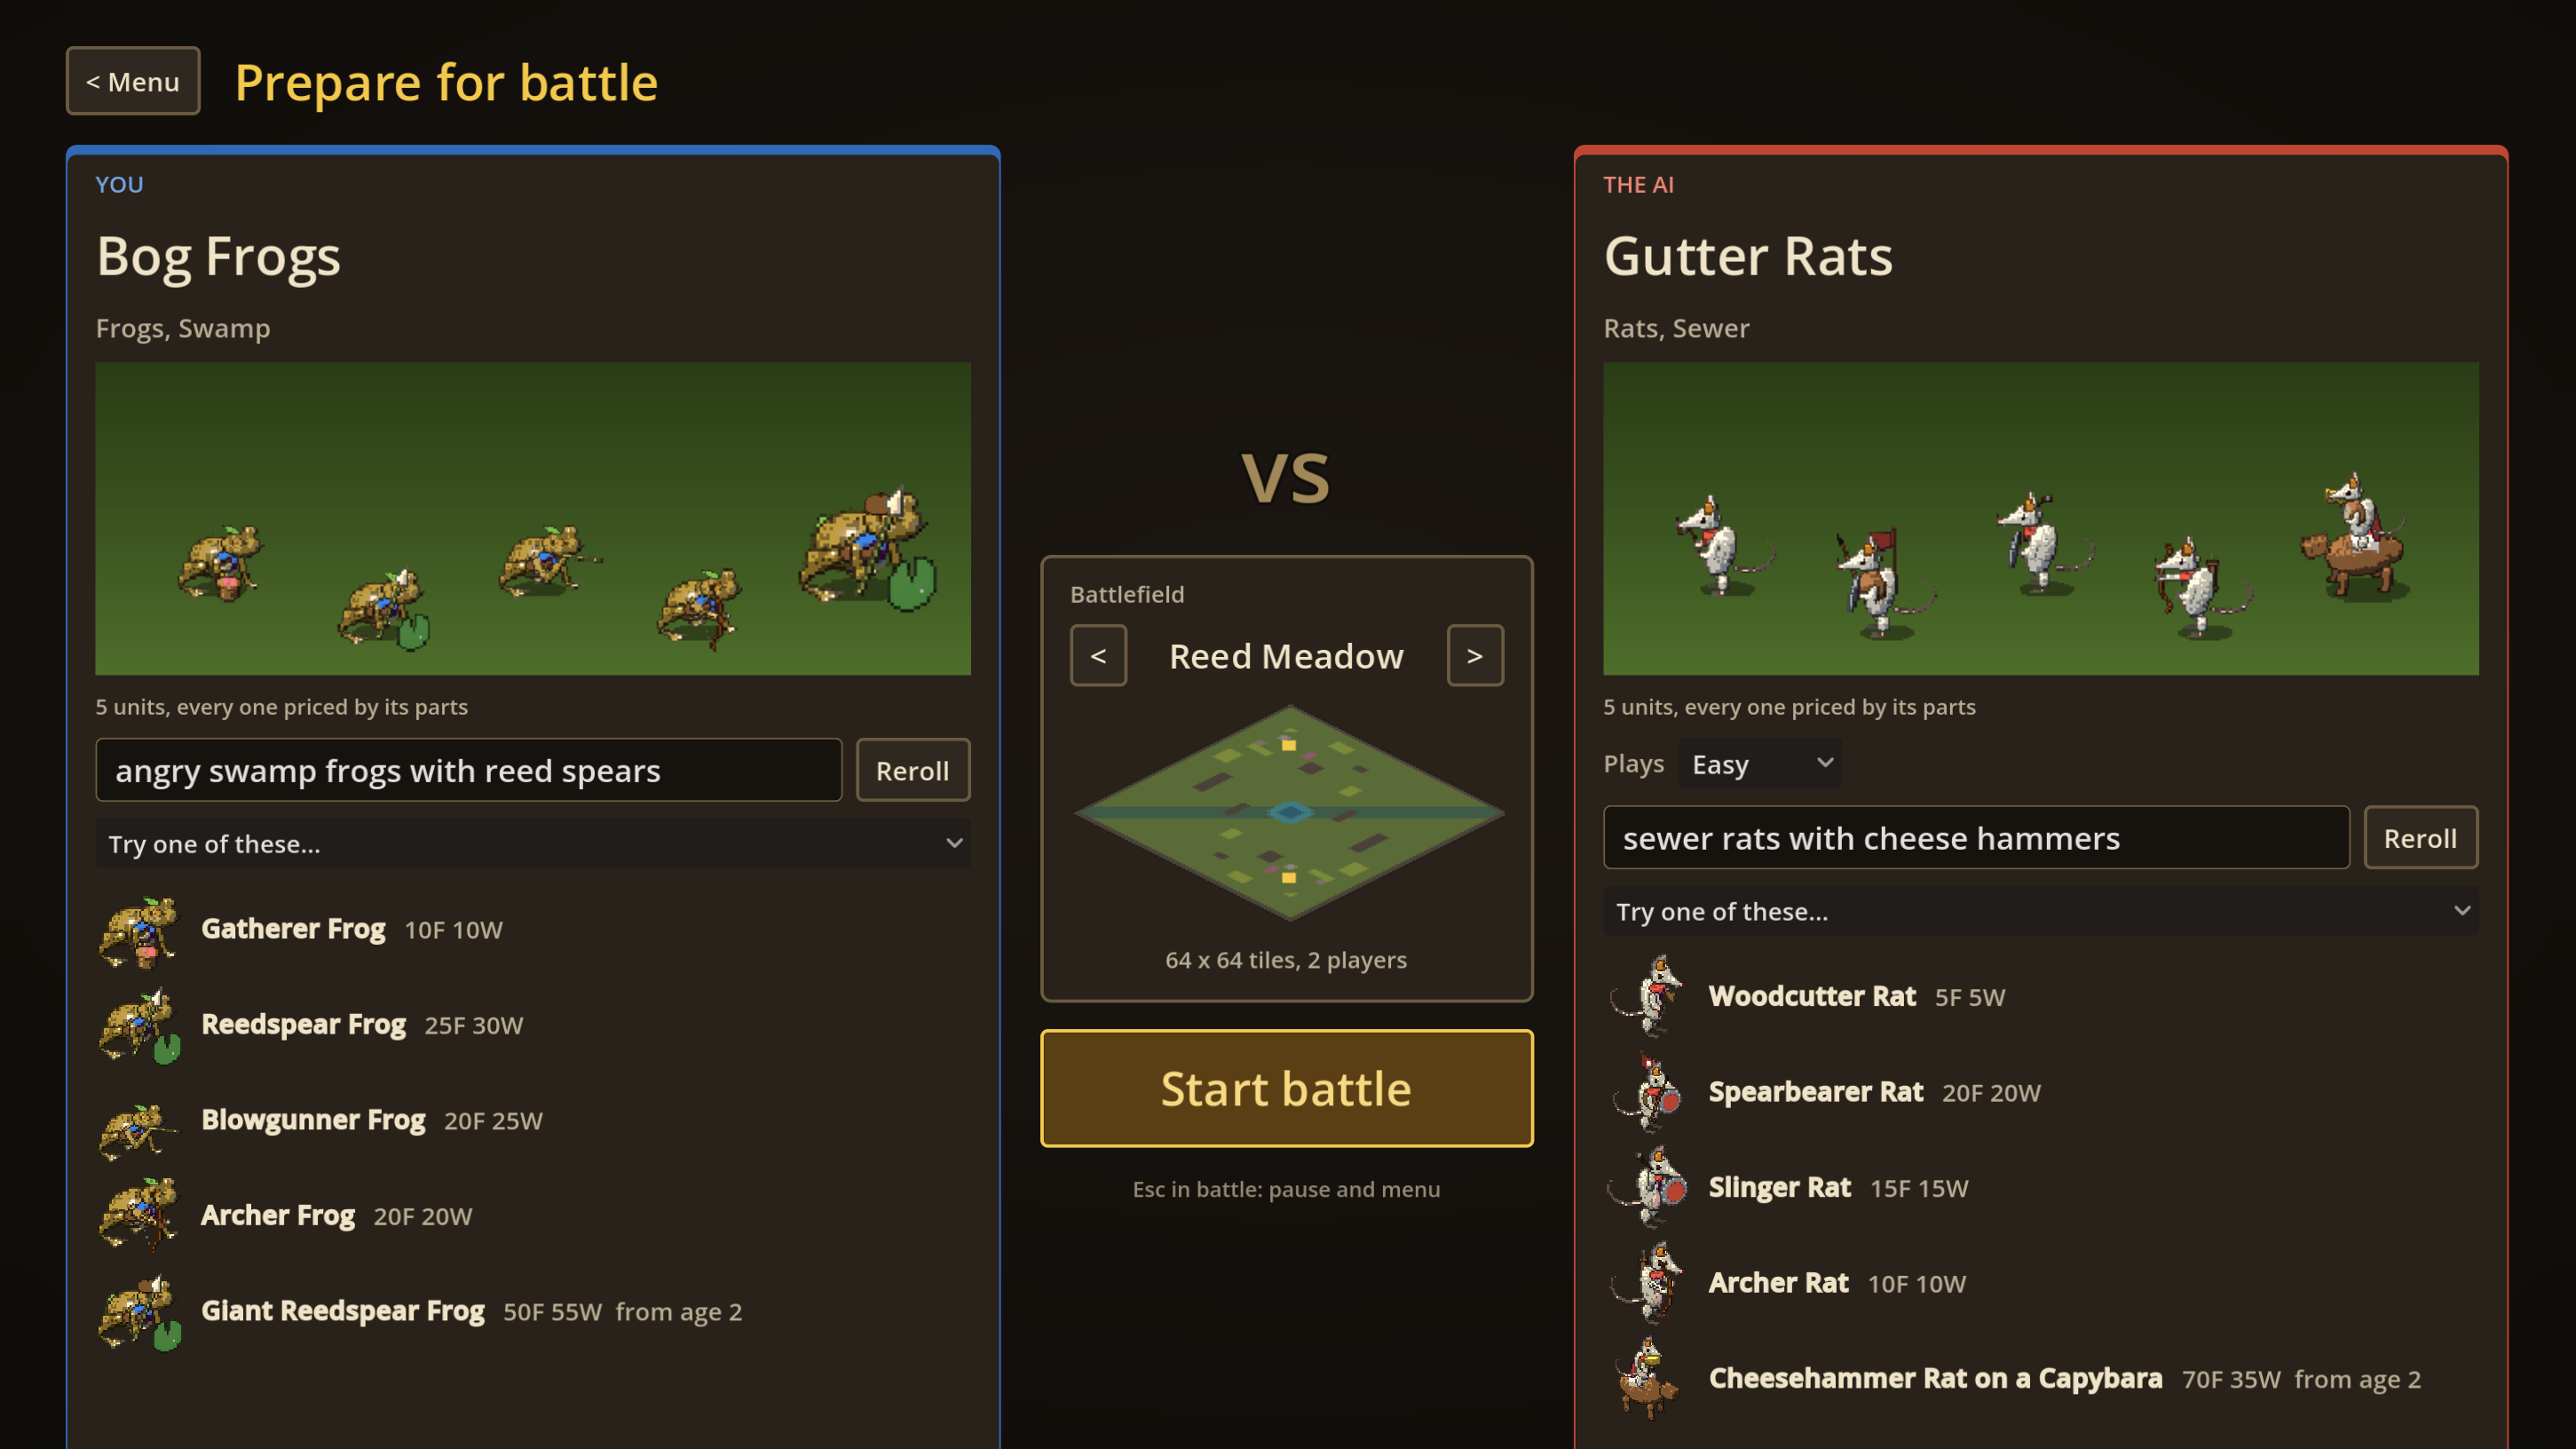 < Menu
Prepare for battle
YOU
Bog Frogs
Frogs, Swamp
5 units, every one priced by its parts
angry swamp frogs with reed spears
Reroll
Try one of these...
Gatherer Frog 10F 10W
Reedspear Frog 25F 30W
Blowgunner Frog 20F 25W
Archer Frog 20F 20W
Giant Reedspear Frog 50F 55W from age 2
VS
Battlefield
< Reed Meadow >
64 x 64 tiles, 2 players
Start battle
Esc in battle: pause and menu
THE AI
Gutter Rats
Rats, Sewer
5 units, every one priced by its parts
Plays Easy
sewer rats with cheese hammers
Reroll
Try one of these...
Woodcutter Rat 5F 5W
Spearbearer Rat 20F 20W
Slinger Rat 15F 15W
Archer Rat 10F 10W
Cheesehammer Rat on a Capybara 70F 35W from age 2